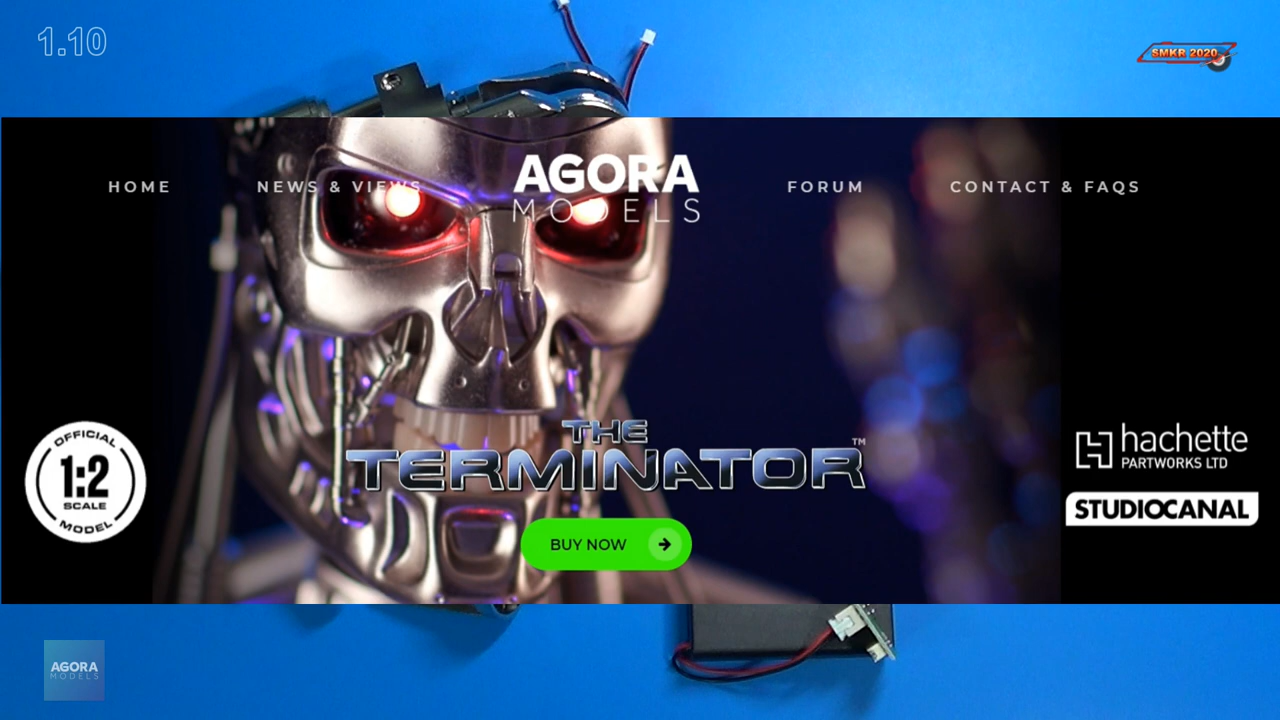 1.10
SMKR 2020
AGORA
MODELS
HOME
NEWS & VIEWS
FORUM
CONTACT & FAQS
OFFICIAL
1:2
SCALE
MODEL
THE
TERMINATOR™
BUY NOW
hachette
PARTWORKS LTD
STUDIOCANAL
AGORA
MODELS